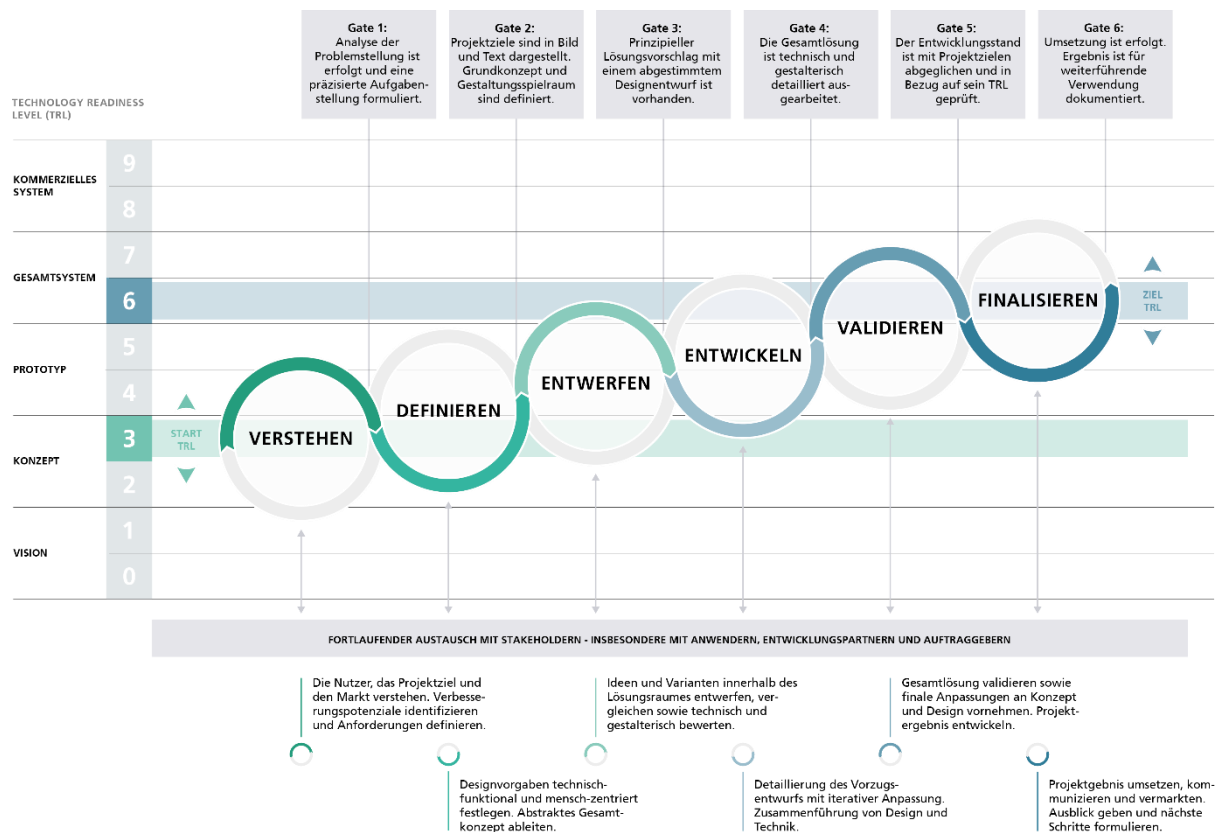 Gate 1:
Analyse der
Problemstellung ist
erfolgt und eine
präzisierte Aufgaben-
stellung formuliert.
Gate 2:
Projektziele sind in Bild
und Text dargestellt.
Grundkonzept und
Gestaltungsspielraum
sind definiert.
Gate 3:
Prinzipieller
Lösungsvorschlag mit
einem abgestimmtem
Designentwurf ist
vorhanden.
Gate 4:
Die Gesamtlösung
ist technisch und
gestalterisch
detailliert aus-
gearbeitet.
Gate 5:
Der Entwicklungsstand
ist mit Projektzielen
abgeglichen und in
Bezug auf sein TRL
geprüft.
Gate 6:
Umsetzung ist erfolgt.
Ergebnis ist für
weiterführende
Verwendung
dokumentiert.
TECHNOLOGY READINESS
LEVEL (TRL)
KOMMERZIELLES
SYSTEM
9
8
GESAMTSYSTEM
7
6
PROTOTYP
5
4
KONZEPT
3
2
VISION
1
0
START
TRL
VERSTEHEN
DEFINIEREN
ENTWERFEN
ENTWICKELN
VALIDIEREN
FINALISIEREN
ZIEL
TRL
FORTLAUFENDER AUSTAUSCH MIT STAKEHOLDERN - INSBESONDERE MIT ANWENDERN, ENTWICKLUNGSPARTNERN UND AUFTRAGGEBERN
Die Nutzer, das Projektziel und
den Markt verstehen. Verbesse-
rungspotenziale identifizieren
und Anforderungen definieren.
Designvorgaben technisch-
funktional und mensch-zentriert
festlegen. Abstraktes Gesamt-
konzept ableiten.
Ideen und Varianten innerhalb des
Lösungsraumes entwerfen, ver-
gleichen sowie technisch und
gestalterisch bewerten.
Detaillierung des Vorzugs-
entwurfs mit iterativer Anpassung.
Zusammenführung von Design und
Technik.
Gesamtlösung validieren sowie
finale Anpassungen an Konzept
und Design vornehmen. Projekt-
ergebnis entwickeln.
Projektgebnis umsetzen, kom-
munizieren und vermarkten.
Ausblick geben und nächste
Schritte formulieren.